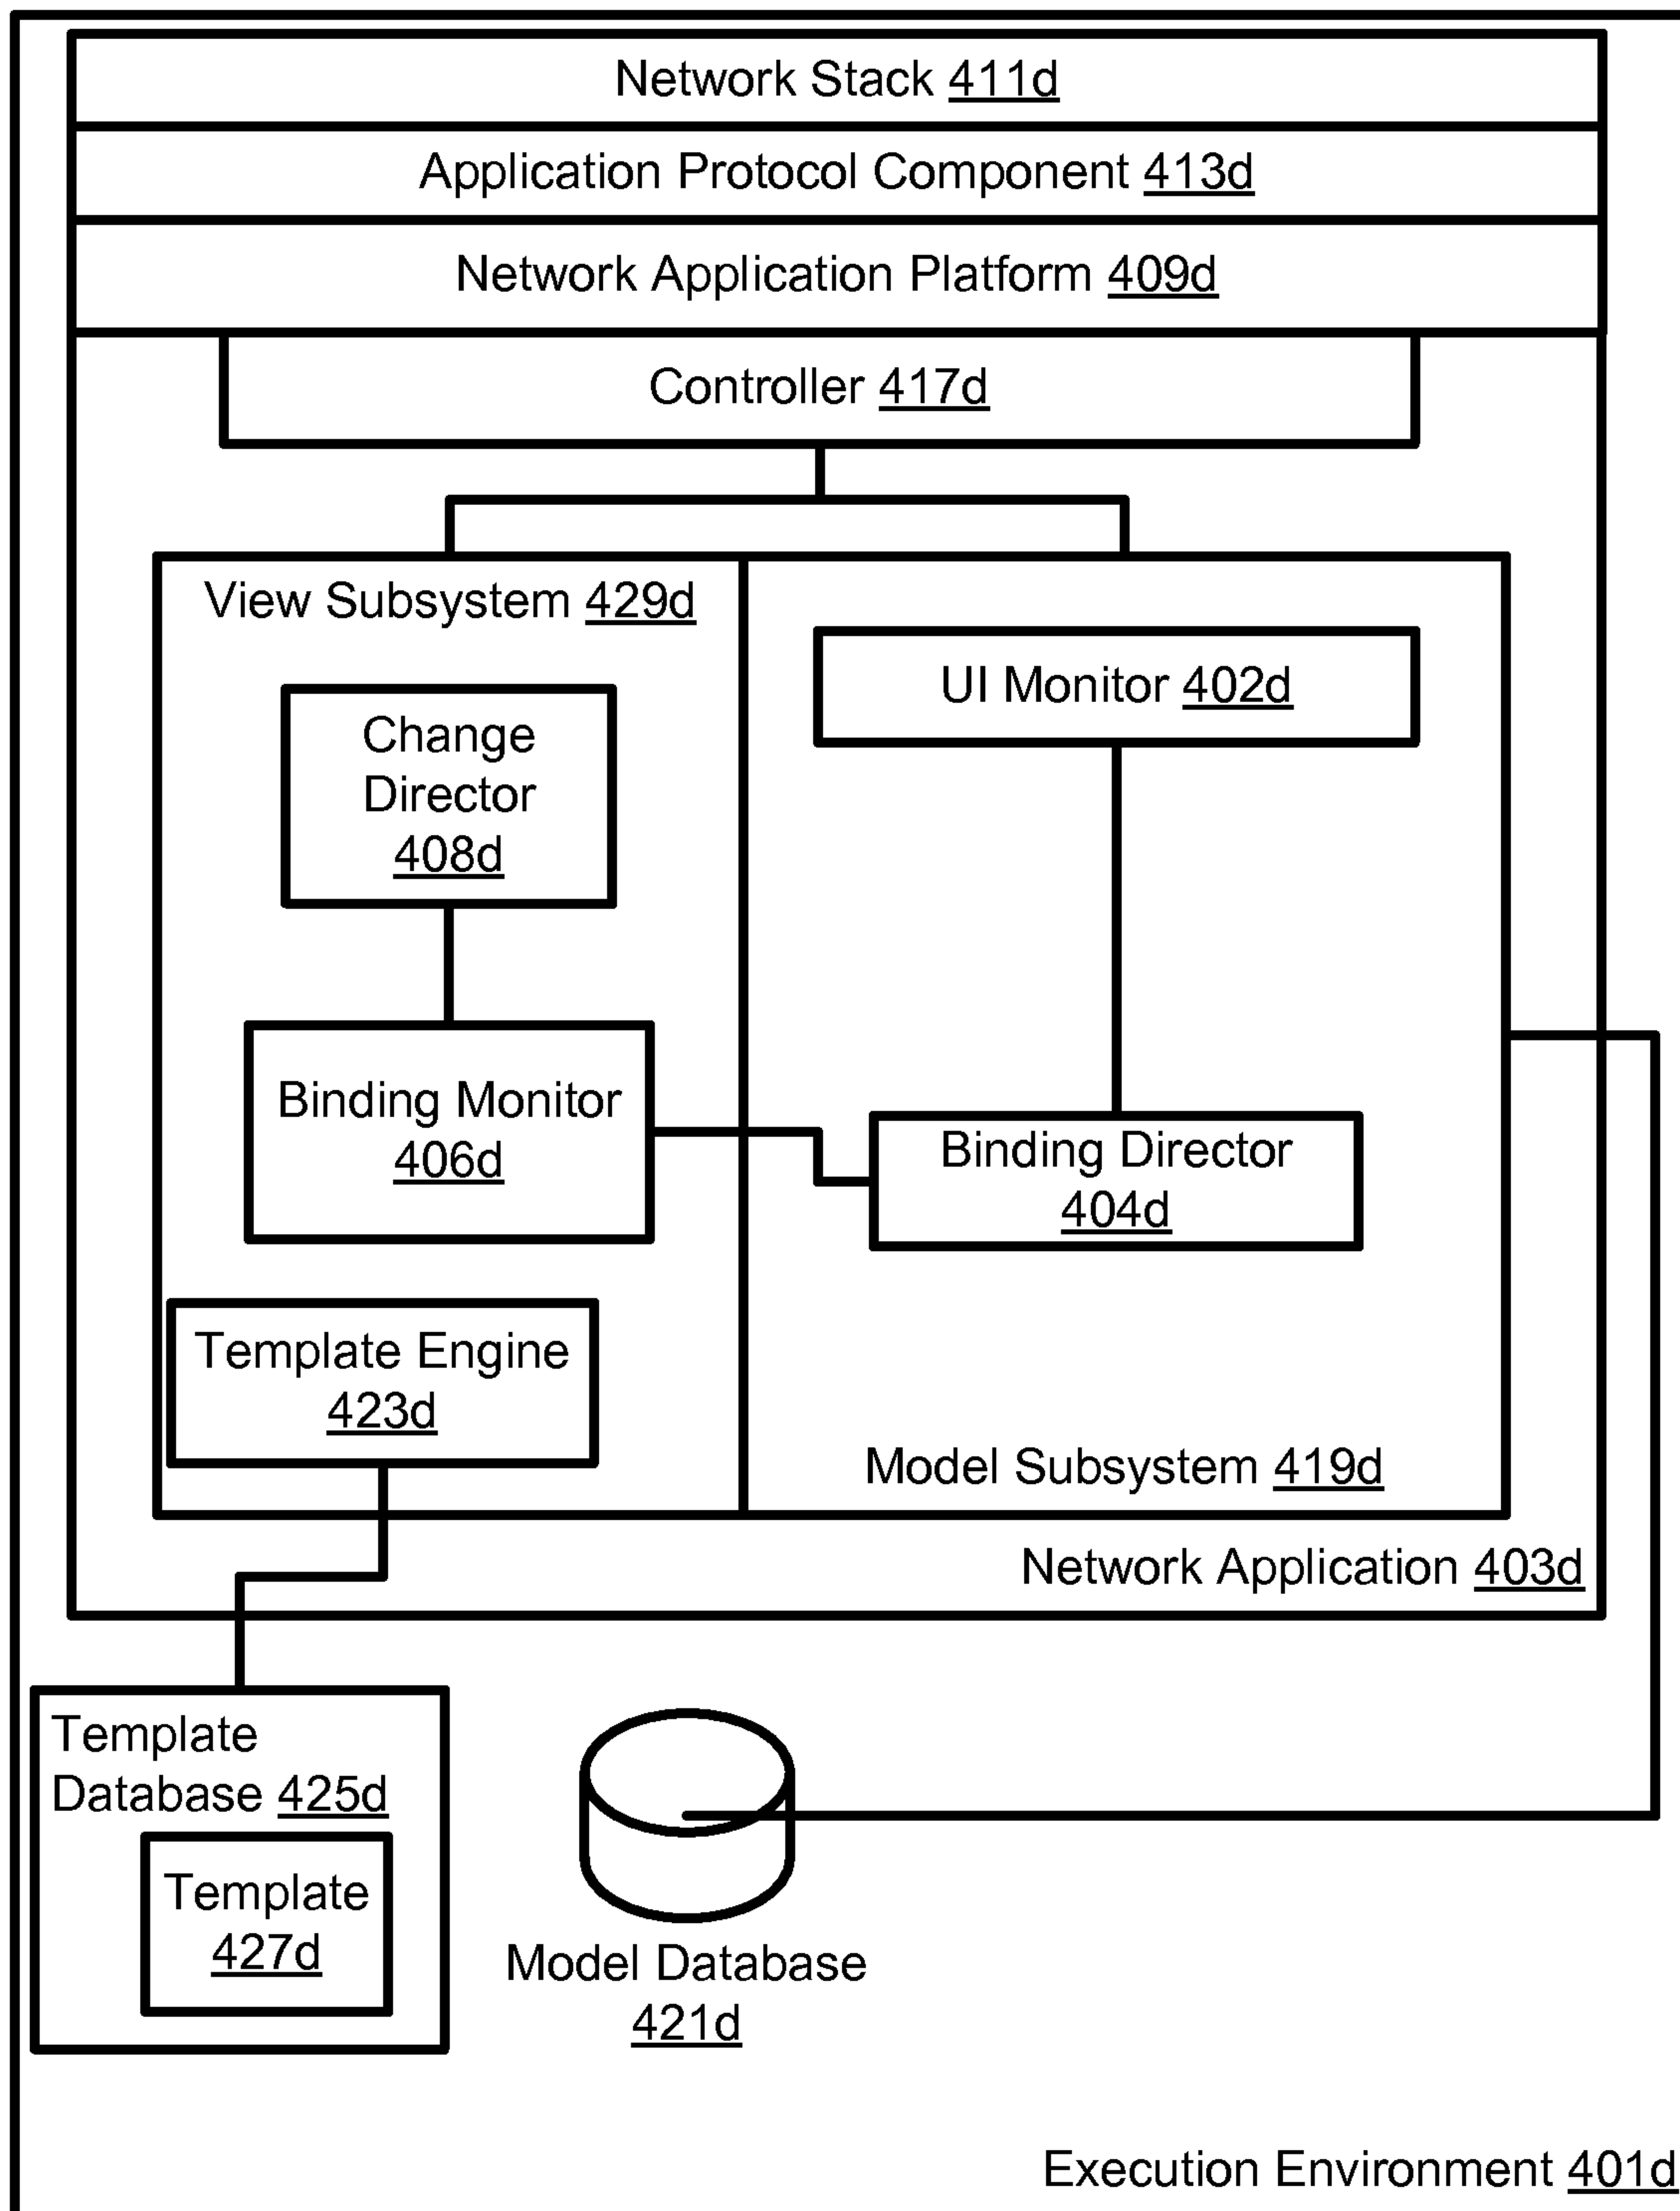 Network Stack 411d
Application Protocol Component 413d
Network Application Platform 409d
Controller 417d
View Subsystem 429d
UI Monitor 402d
Change
Director
408d
Binding Monitor
406d
Binding Director
404d
Template Engine
423d
Model Subsystem 419d
Network Application 403d
Template
Database 425d
Template
427d
Model Database
421d
Execution Environment 401d